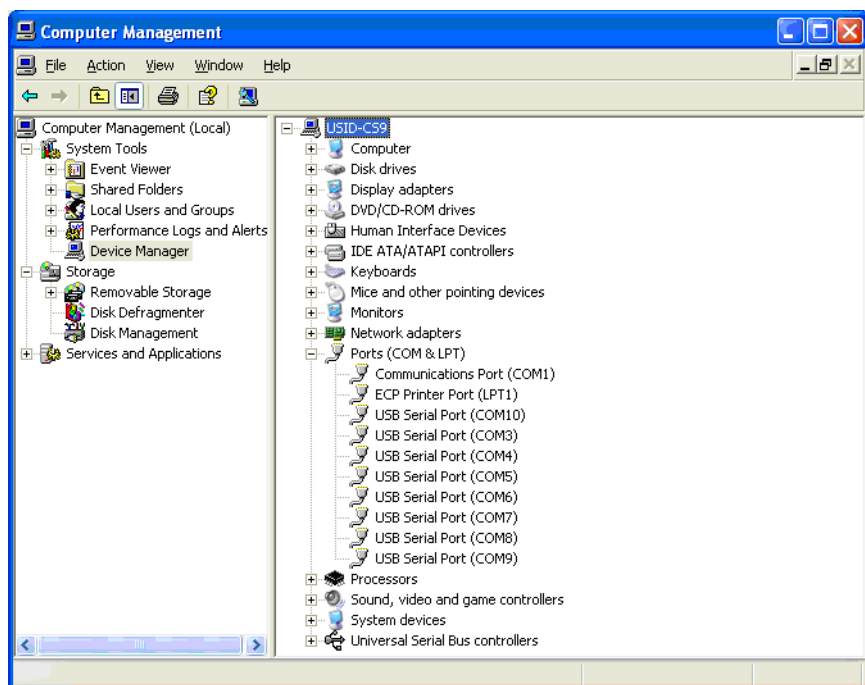 Computer Management
File Action View Window Help
Computer Management (Local)
System Tools
Event Viewer
Shared Folders
Local Users and Groups
Performance Logs and Alerts
Device Manager
Storage
Removable Storage
Disk Defragmenter
Disk Management
Services and Applications
USID-CS9
Computer
Disk drives
Display adapters
DVD/CD-ROM drives
Human Interface Devices
IDE ATA/ATAPI controllers
Keyboards
Mice and other pointing devices
Monitors
Network adapters
Ports (COM & LPT)
Communications Port (COM1)
ECP Printer Port (LPT1)
USB Serial Port (COM10)
USB Serial Port (COM3)
USB Serial Port (COM4)
USB Serial Port (COM5)
USB Serial Port (COM6)
USB Serial Port (COM7)
USB Serial Port (COM8)
USB Serial Port (COM9)
Processors
Sound, video and game controllers
System devices
Universal Serial Bus controllers